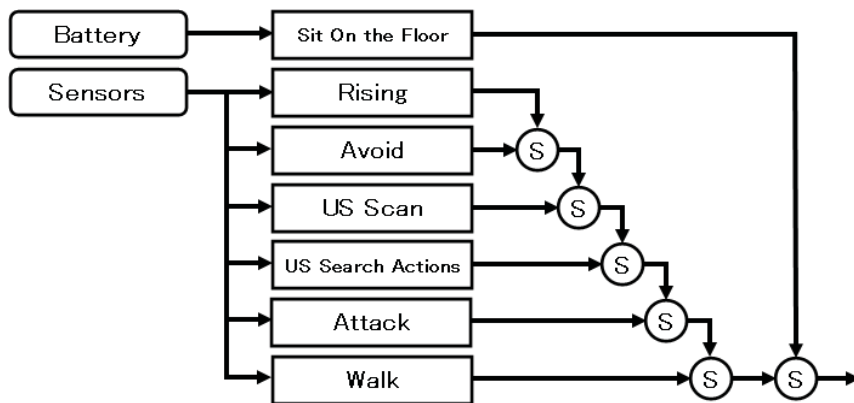 Battery
Sit On the Floor
Sensors
Rising
Avoid
S
US Scan
S
US Search Actions
S
Attack
S
Walk
S
S